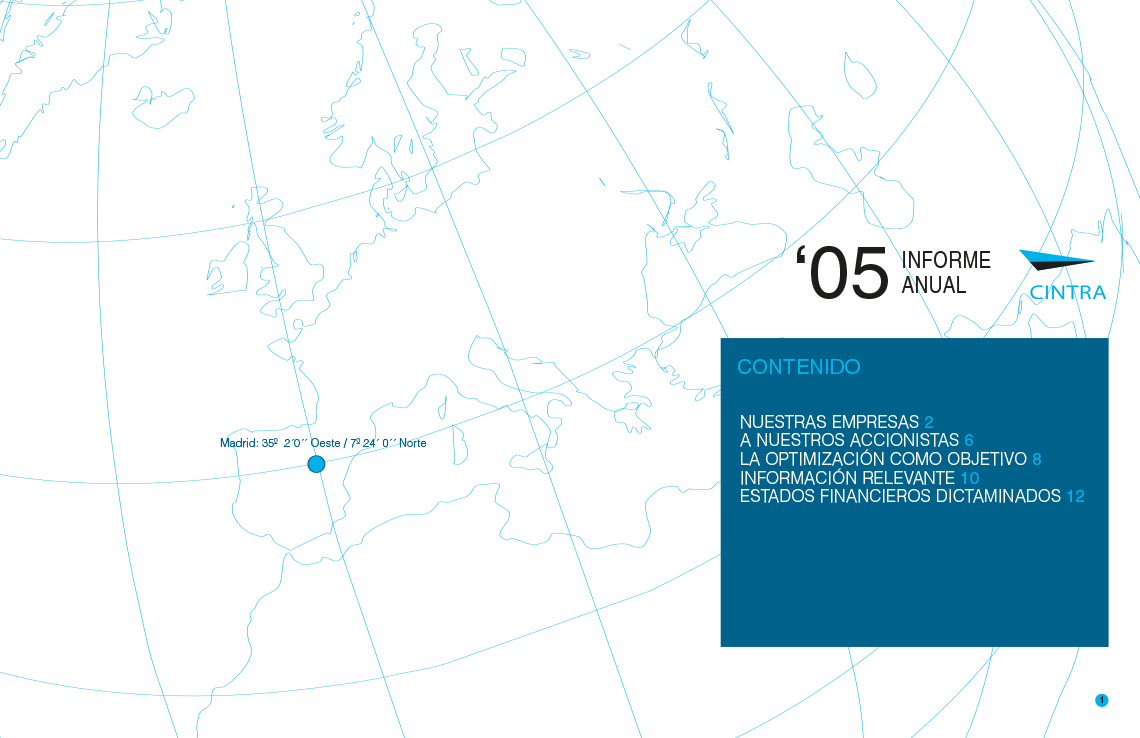 ‘05 INFORME
ANUAL
CINTRA
CONTENIDO
NUESTRAS EMPRESAS 2
A NUESTROS ACCIONISTAS 6
LA OPTIMIZACIÓN COMO OBJETIVO 8
INFORMACIÓN RELEVANTE 10
ESTADOS FINANCIEROS DICTAMINADOS 12
Madrid: 35º 2´0´´ Oeste / 7º 24´ 0´´ Norte
1